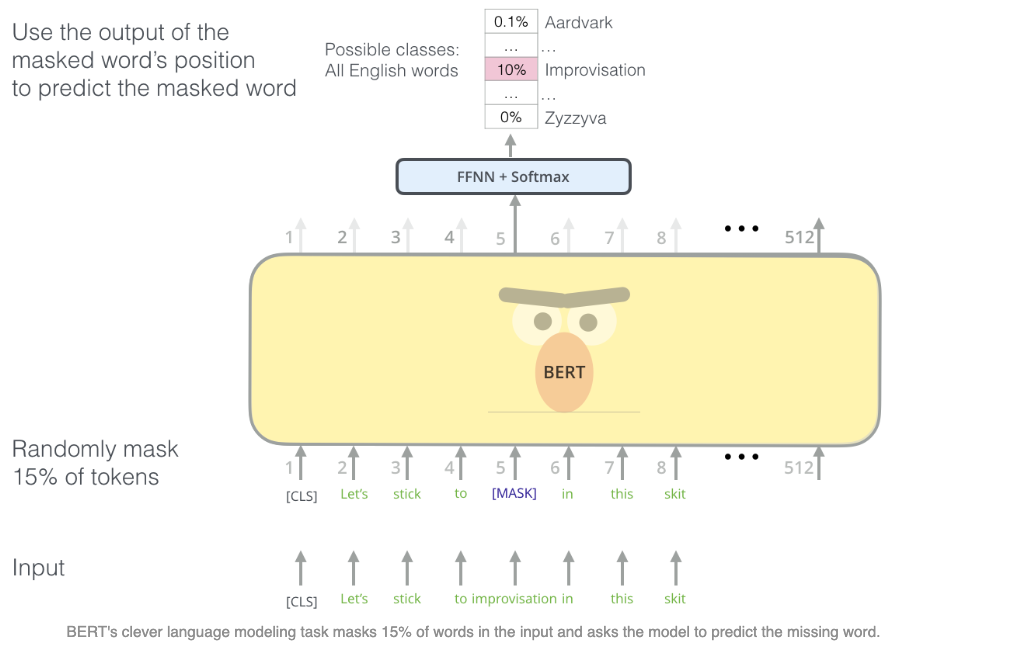 Use the output of the
masked word's position
to predict the masked word
Possible classes:
All English words
0.1% Aardvark
... ...
10% Improvisation
... ...
0% Zyzzyva
FFNN + Softmax
1 2 3 4 5 6 7 8 ••• 512
BERT
Randomly mask
15% of tokens
1 2 3 4 5 6 7 8 ••• 512
[CLS] Let's stick to [MASK] in this skit
Input
[CLS] Let's stick to improvisation in this skit
BERT's clever language modeling task masks 15% of words in the input and asks the model to predict the missing word.